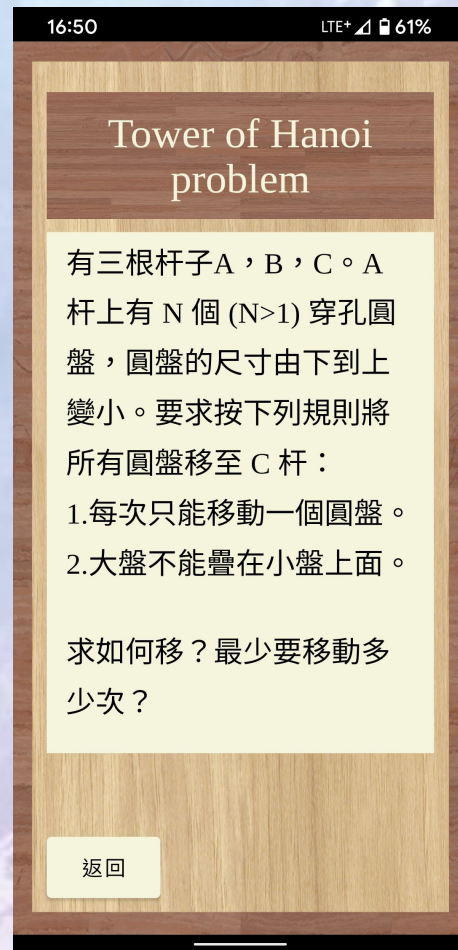 16:50 LTE+ 61%
Tower of Hanoi
problem
有三根杆子A，B，C。A
杆上有 N 個 (N>1) 穿孔圓
盤，圓盤的尺寸由下到上
變小。要求按下列規則將
所有圓盤移至 C 杆：
1.每次只能移動一個圓盤。
2.大盤不能疊在小盤上面。
求如何移？最少要移動多
少次？
返回